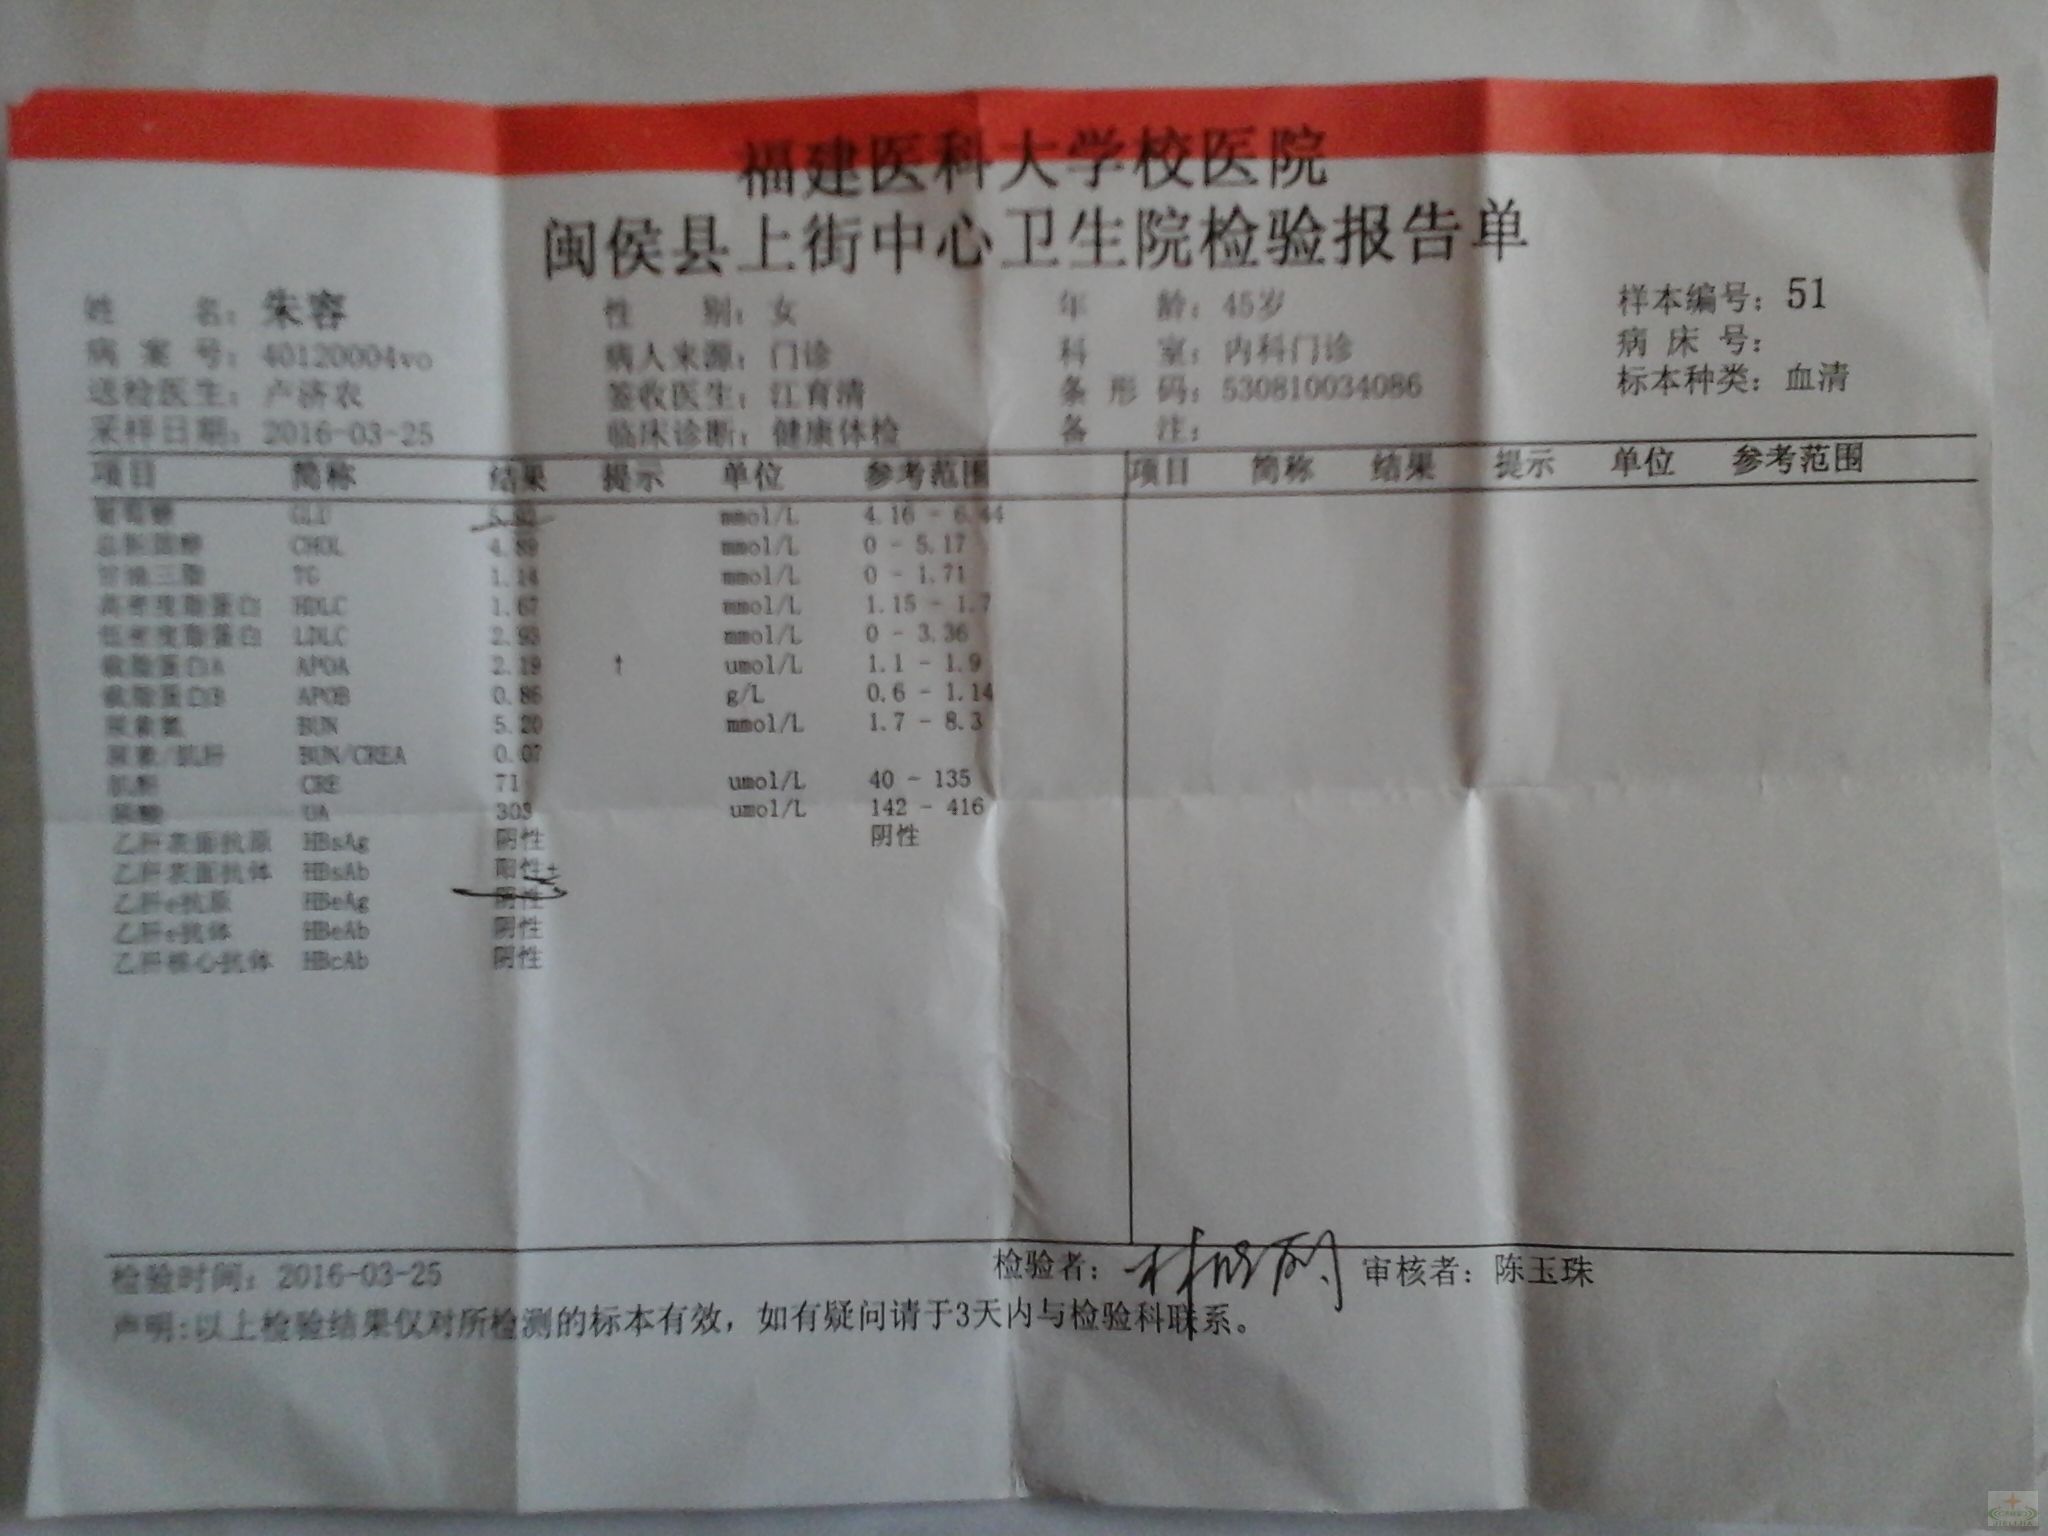 福建医科大学校医院
闽侯县上街中心卫生院检验报告单
姓 名: 朱容 性 别: 女 年 龄: 45岁 样本编号: 51
病 案 号: 40120004vo 病人来源: 门诊 科 室: 内科门诊 病 床 号:
送检医生: 卢济农 签收医生: 江育清 条 形 码: 530810034086 标本种类: 血清
采样日期: 2016-03-25 临床诊断: 健康体检 备 注:
项目 简称 结果 提示 单位 参考范围 项目 简称 结果 提示 单位 参考范围
葡萄糖 GLU mmol/L 4.16 - 6.44
总胆固醇 CHOL 4.89 mmol/L 0 - 5.17
甘油三脂 TG 1.14 mmol/L 0 - 1.71
高密度脂蛋白 HDLC 1.67 mmol/L 1.15 - 1.7
低密度脂蛋白 LDLC 2.93 mmol/L 0 - 3.36
载脂蛋白A APOA 2.19 ↑ umol/L 1.1 - 1.9
载脂蛋白B APOB 0.86 g/L 0.6 - 1.14
尿素氮 BUN 5.20 mmol/L 1.7 - 8.3
尿素/肌肝 BUN/CREA 0.07
肌酐 CRE 71 umol/L 40 - 135
尿酸 UA 303 umol/L 142 - 416
乙肝表面抗原 HBsAg 阴性 阴性
乙肝表面抗体 HBsAb 阳性±
乙肝e抗原 HBeAg 阴性
乙肝e抗体 HBeAb 阴性
乙肝核心抗体 HBcAb 阴性
检验时间: 2016-03-25 检验者: 审核者: 陈玉珠
声明:以上检验结果仅对所检测的标本有效，如有疑问请于3天内与检验科联系。